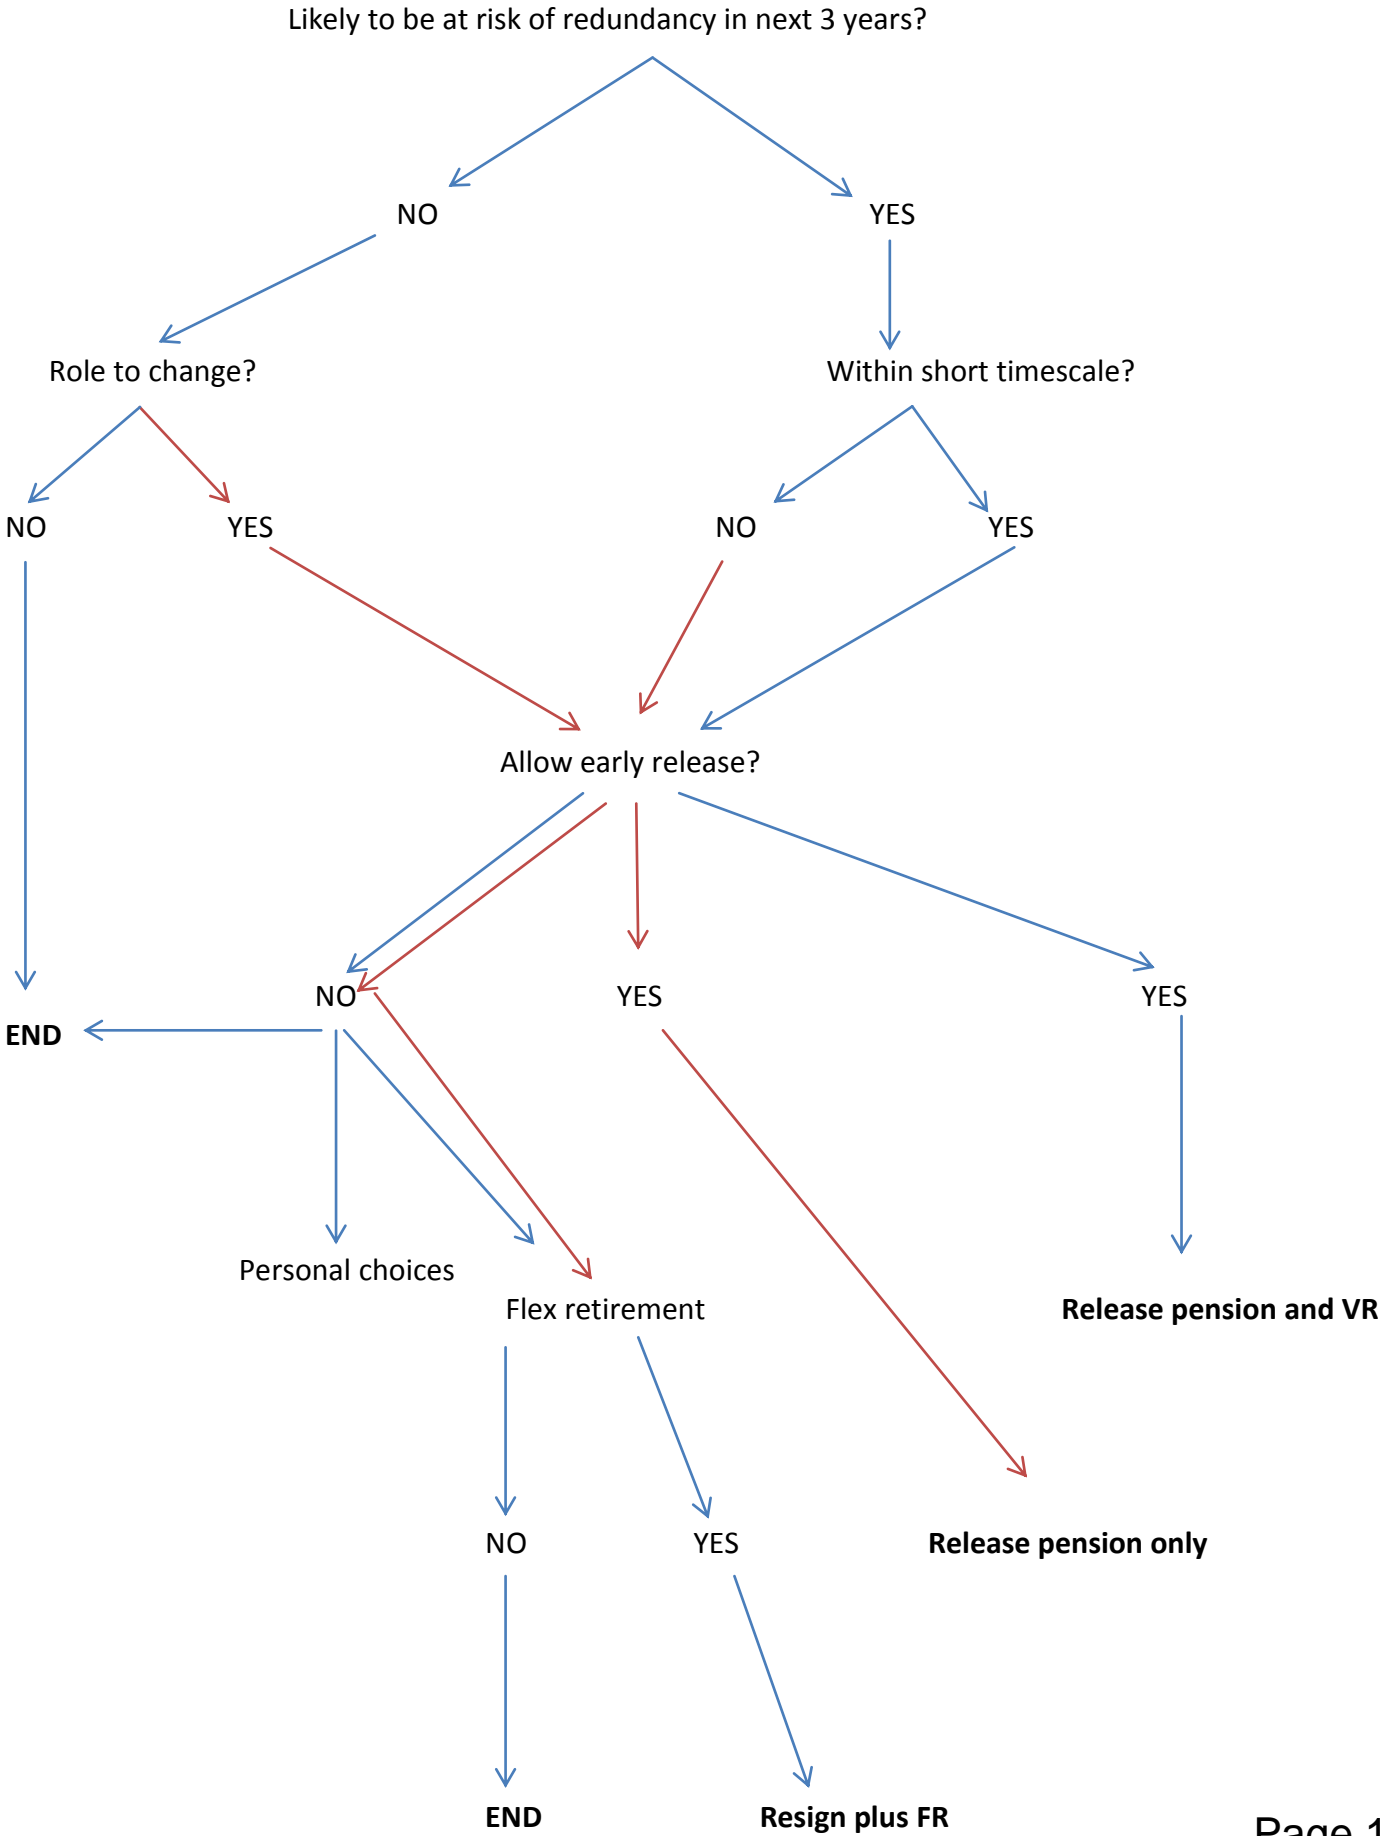 Likely to be at risk of redundancy in next 3 years?
NO
YES
Role to change?
Within short timescale?
NO
YES
NO
YES
Allow early release?
NO
YES
YES
END
Personal choices
Flex retirement
Release pension and VR
NO
YES
Release pension only
END
Resign plus FR
Page 1